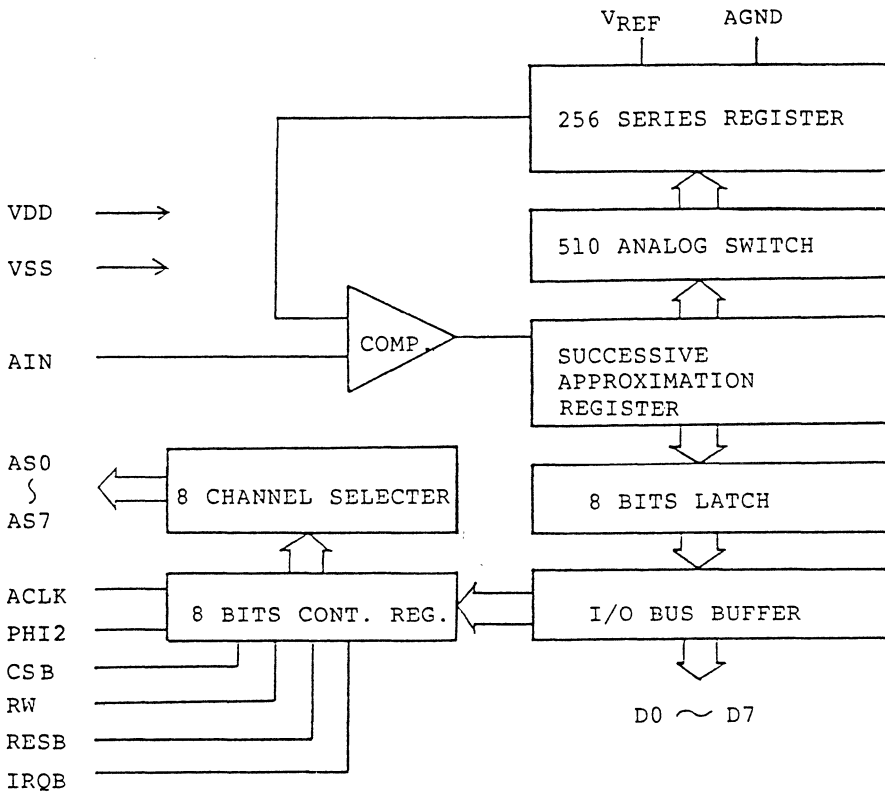 VREF AGND
256 SERIES REGISTER
VDD
510 ANALOG SWITCH
VSS
COMP.
AIN
SUCCESSIVE
APPROXIMATION
REGISTER
AS0
~
AS7
8 CHANNEL SELECTER
8 BITS LATCH
ACLK
PHI2
8 BITS CONT. REG.
I/O BUS BUFFER
CSB
RW
RESB
IRQB
D0 ~ D7